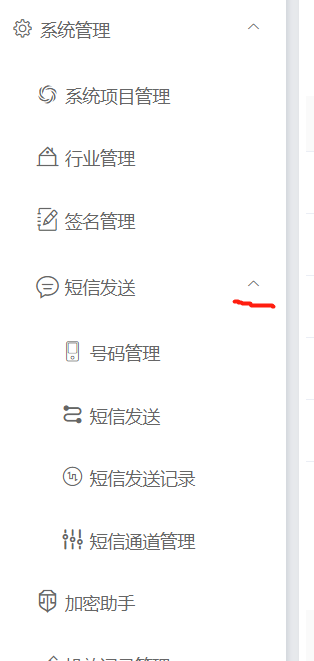 系统管理
系统项目管理
行业管理
签名管理
短信发送
号码管理
短信发送
短信发送记录
短信通道管理
加密助手